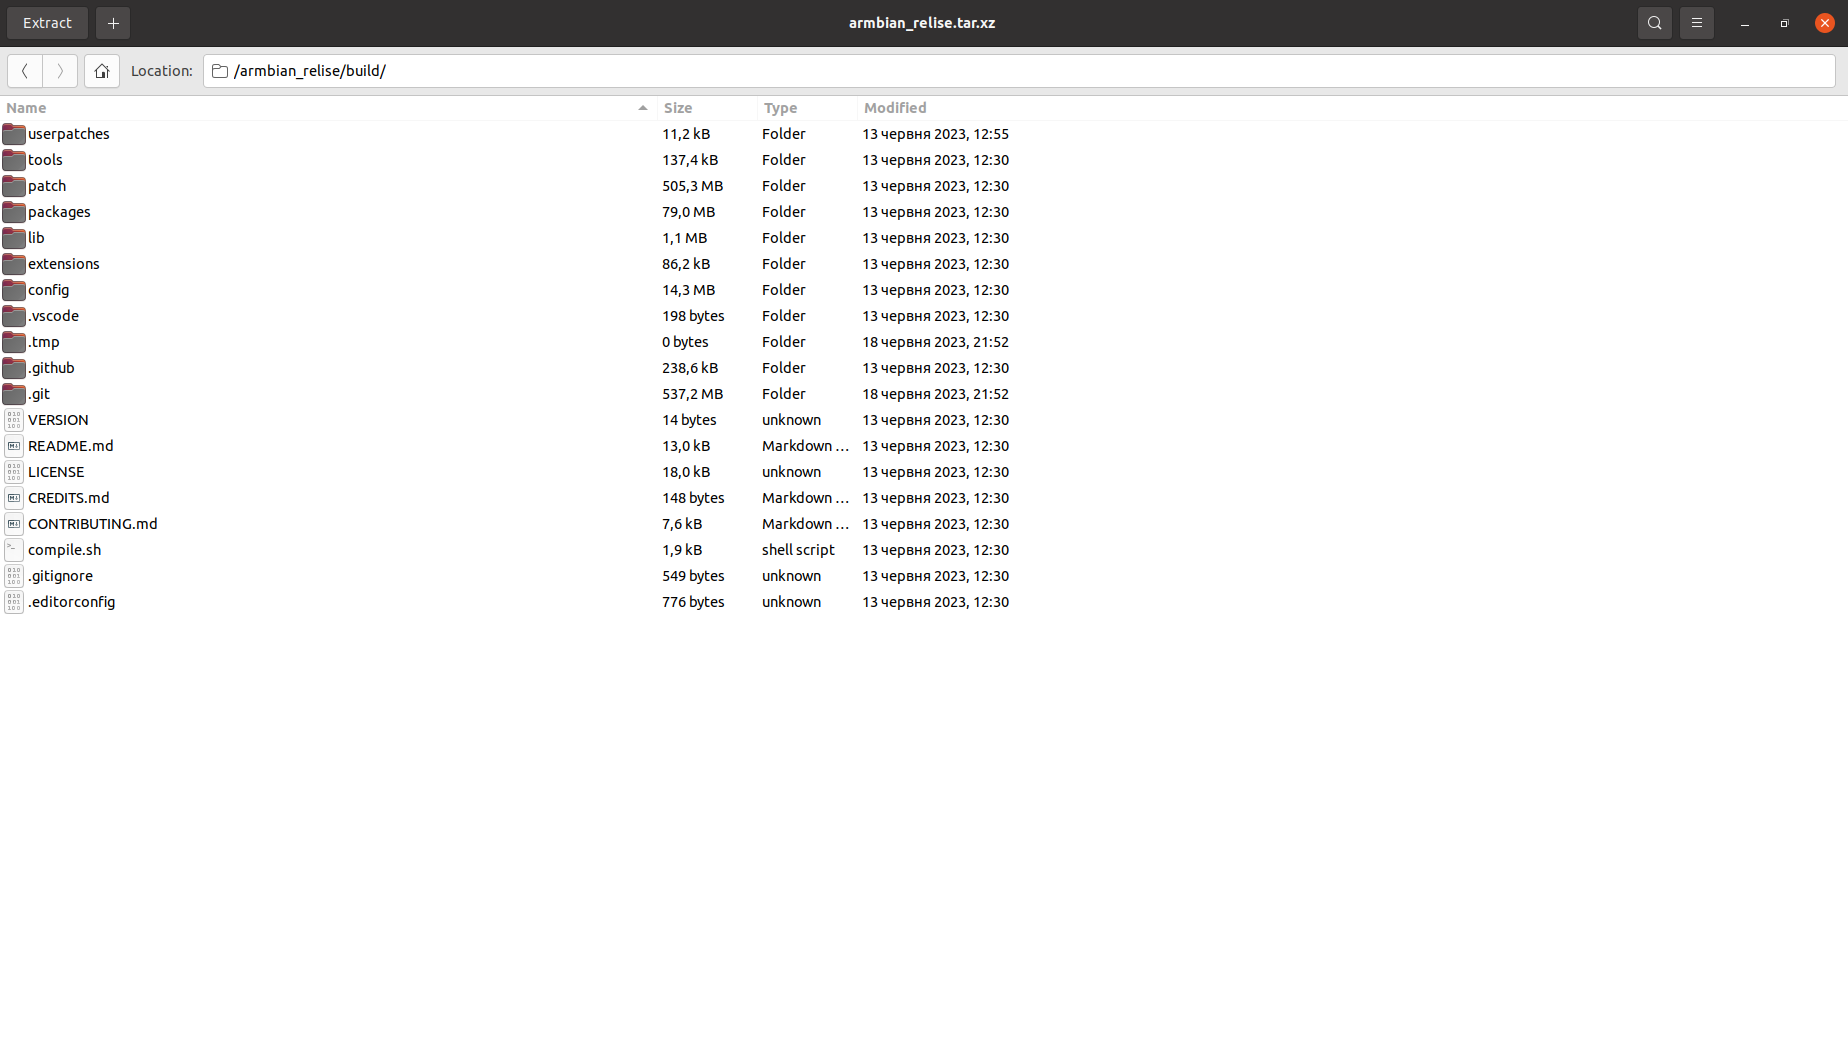 Extract
armbian_relise.tar.xz
Location: /armbian_relise/build/
Name Size Type Modified
userpatches 11,2 kB Folder 13 червня 2023, 12:55
tools 137,4 kB Folder 13 червня 2023, 12:30
patch 505,3 MB Folder 13 червня 2023, 12:30
packages 79,0 MB Folder 13 червня 2023, 12:30
lib 1,1 MB Folder 13 червня 2023, 12:30
extensions 86,2 kB Folder 13 червня 2023, 12:30
config 14,3 MB Folder 13 червня 2023, 12:30
.vscode 198 bytes Folder 13 червня 2023, 12:30
.tmp 0 bytes Folder 18 червня 2023, 21:52
.github 238,6 kB Folder 13 червня 2023, 12:30
.git 537,2 MB Folder 18 червня 2023, 21:52
VERSION 14 bytes unknown 13 червня 2023, 12:30
README.md 13,0 kB Markdown ... 13 червня 2023, 12:30
LICENSE 18,0 kB unknown 13 червня 2023, 12:30
CREDITS.md 148 bytes Markdown ... 13 червня 2023, 12:30
CONTRIBUTING.md 7,6 kB Markdown ... 13 червня 2023, 12:30
compile.sh 1,9 kB shell script 13 червня 2023, 12:30
.gitignore 549 bytes unknown 13 червня 2023, 12:30
.editorconfig 776 bytes unknown 13 червня 2023, 12:30